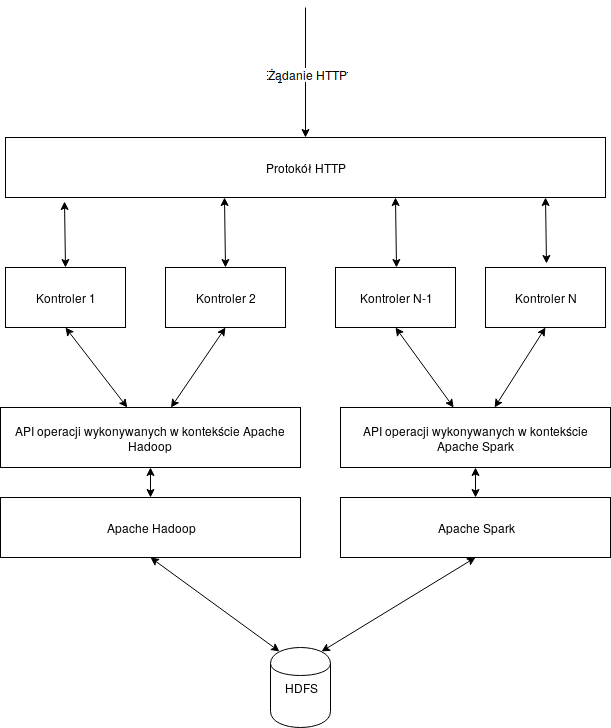 Żądanie HTTP
Protokół HTTP
Kontroler 1
Kontroler 2
Kontroler N-1
Kontroler N
API operacji wykonywanych w kontekście Apache
Hadoop
API operacji wykonywanych w kontekście
Apache Spark
Apache Hadoop
Apache Spark
HDFS